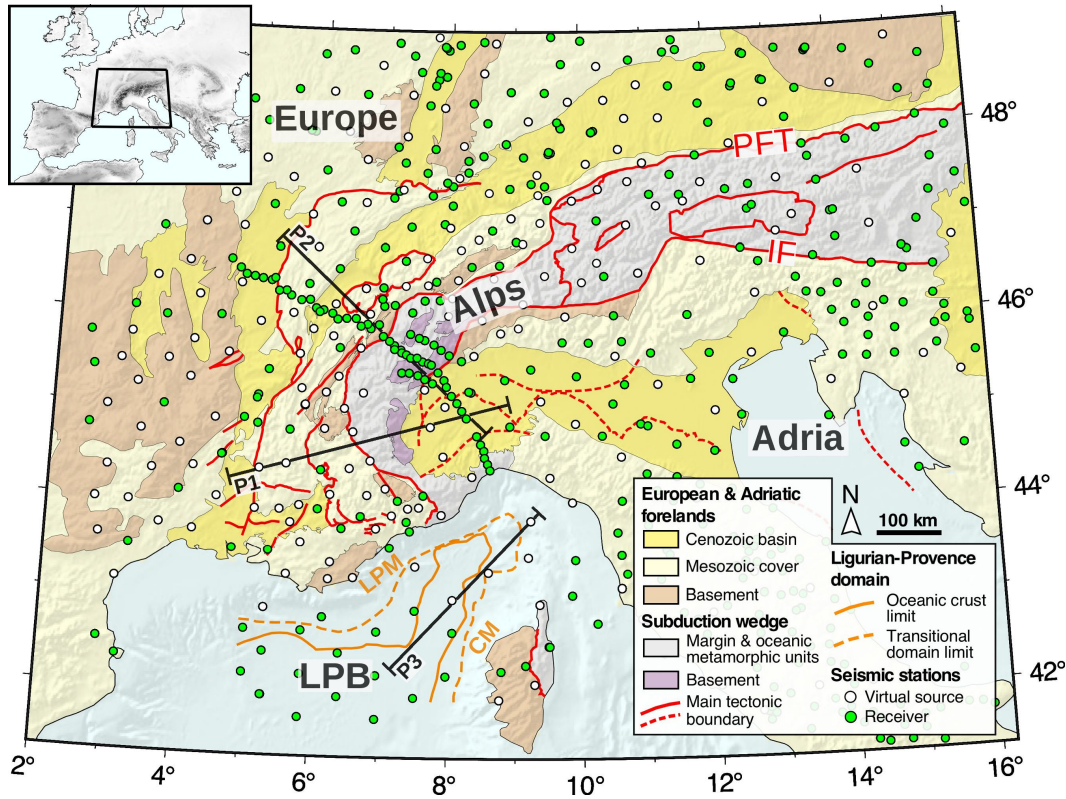 Europe
PFT
48°
P2
IF
Alps
46°
Adria
P1
44°
LPM
CM
P3
LPB
42°
N
100 km
European & Adriatic
forelands
Cenozoic basin
Mesozoic cover
Basement
Subduction wedge
Margin & oceanic
metamorphic units
Basement
Main tectonic
boundary
Ligurian-Provence
domain
Oceanic crust
limit
Transitional
domain limit
Seismic stations
Virtual source
Receiver
2°
4°
6°
8°
10°
12°
14°
16°